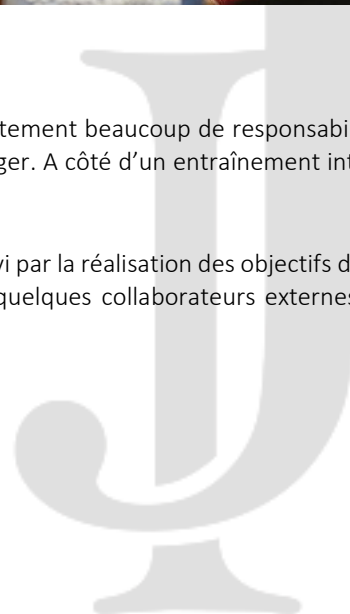 tement beaucoup de responsabi
ger. A côté d'un entraînement int
vi par la réalisation des objectifs d
quelques collaborateurs externes